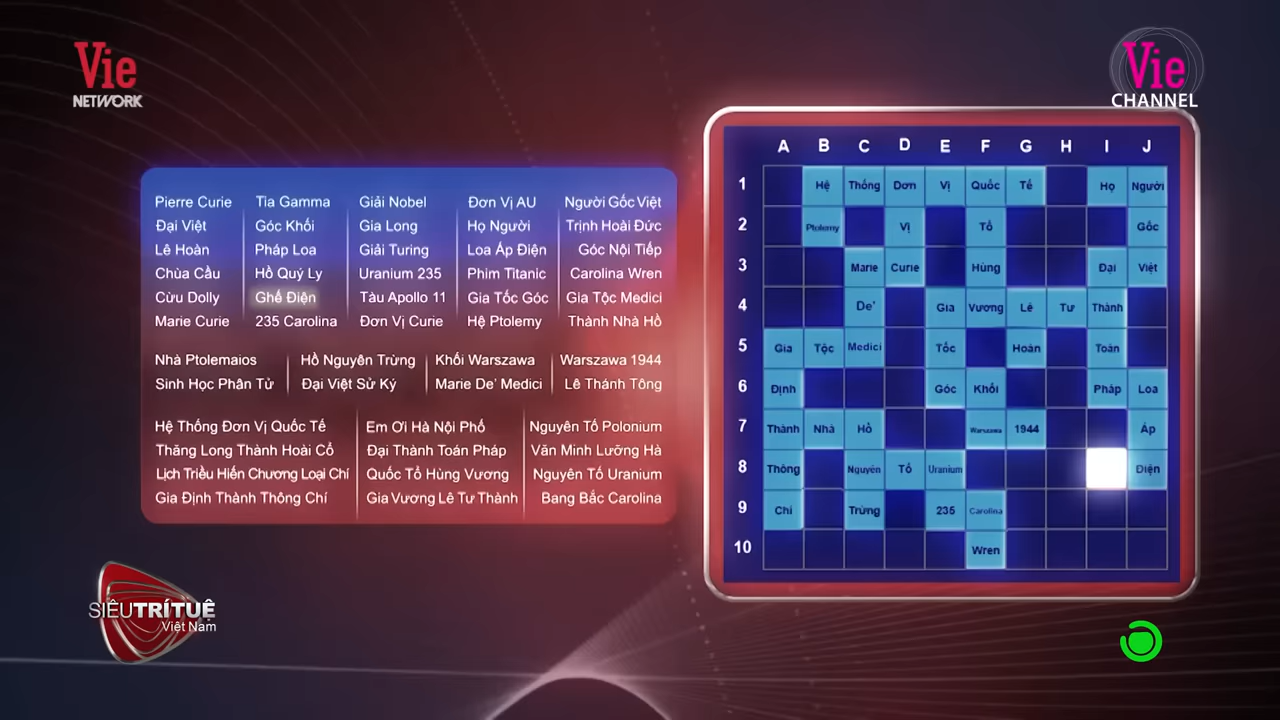 Vie
NETWORK
Vie
CHANNEL
Pierre Curie Tia Gamma Giải Nobel Đơn Vị AU Người Gốc Việt
Đại Việt Góc Khối Gia Long Họ Người Trịnh Hoài Đức
Lê Hoàn Pháp Loa Giải Turing Loa Áp Điện Góc Nội Tiếp
Chùa Cầu Hồ Quý Ly Uranium 235 Phim Titanic Carolina Wren
Cừu Dolly Ghế Điện Tàu Apollo 11 Gia Tốc Góc Gia Tộc Medici
Marie Curie 235 Carolina Đơn Vị Curie Hệ Ptolemy Thành Nhà Hồ
Nhà Ptolemaios Hồ Nguyên Trừng Khối Warszawa Warszawa 1944
Sinh Học Phân Tử Đại Việt Sử Ký Marie De' Medici Lê Thánh Tông
Hệ Thống Đơn Vị Quốc Tế Em Ơi Hà Nội Phố Nguyên Tố Polonium
Thăng Long Thành Hoài Cổ Đại Thành Toán Pháp Văn Minh Lưỡng Hà
Lịch Triều Hiến Chương Loại Chí Quốc Tổ Hùng Vương Nguyên Tố Uranium
Gia Định Thành Thông Chí Gia Vương Lê Tư Thành Bang Bắc Carolina
A B C D E F G H I J
1 Hệ Thống Đơn Vị Quốc Tế Họ Người
2 Ptolemy Vị Tổ Gốc
3 Marie Curie Hùng Đại Việt
4 De' Gia Vương Lê Tư Thành
5 Gia Tộc Medici Tốc Hoàn Toán
6 Định Góc Khối Pháp Loa
7 Thành Nhà Hồ Warszawa 1944 Áp
8 Thông Nguyên Tố Uranium Điện
9 Chí Trừng 235 Carolina
10 Wren
SIÊU TRÍ TUỆ
Việt Nam